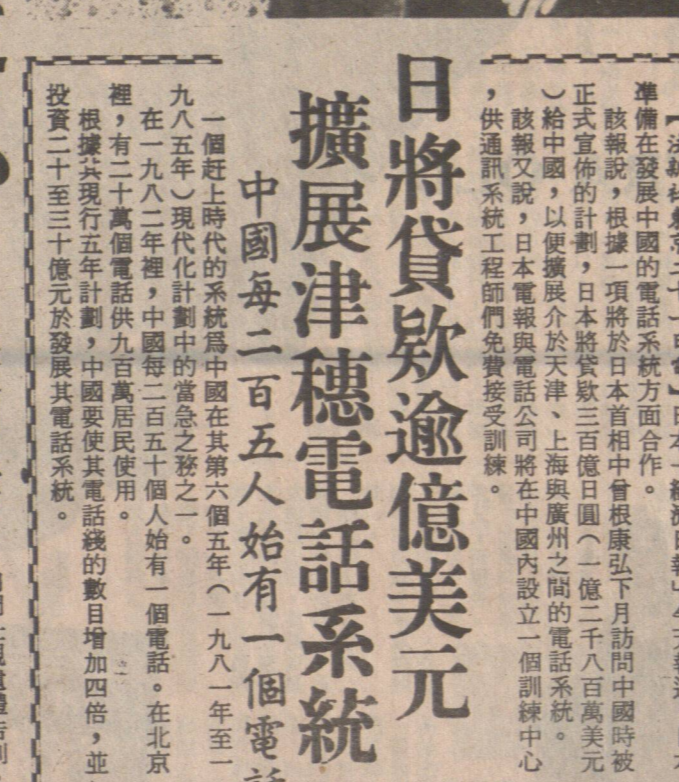 準備在發展中國的電話系統方面合作。
該報說，根據一項將於日本首相中曾根康弘下月訪問中國時被
正式宣佈的計劃，日本將貸欵三百億日圓（一億二千八百萬美元
）給中國，以便擴展介於天津、上海與廣州之間的電話系統。
該報又說，日本電報與電話公司將在中國內設立一個訓練中心
，供通訊系統工程師們免費接受訓練。
日將貸欵逾億美元
擴展津穗電話系統
中國每二百五人始有一個電話
一個赶上時代的系統爲中國在其第六個五年（一九八一年至一
九八五年）現代化計劃中的當急之務之一。
在一九八二年裡，中國每二百五十個人始有一個電話。在北京
裡，有二十萬個電話供九百萬居民使用。
根據其現行五年計劃，中國要使其電話綫的數目增加四倍，並
投資二十至三十億元於發展其電話系統。